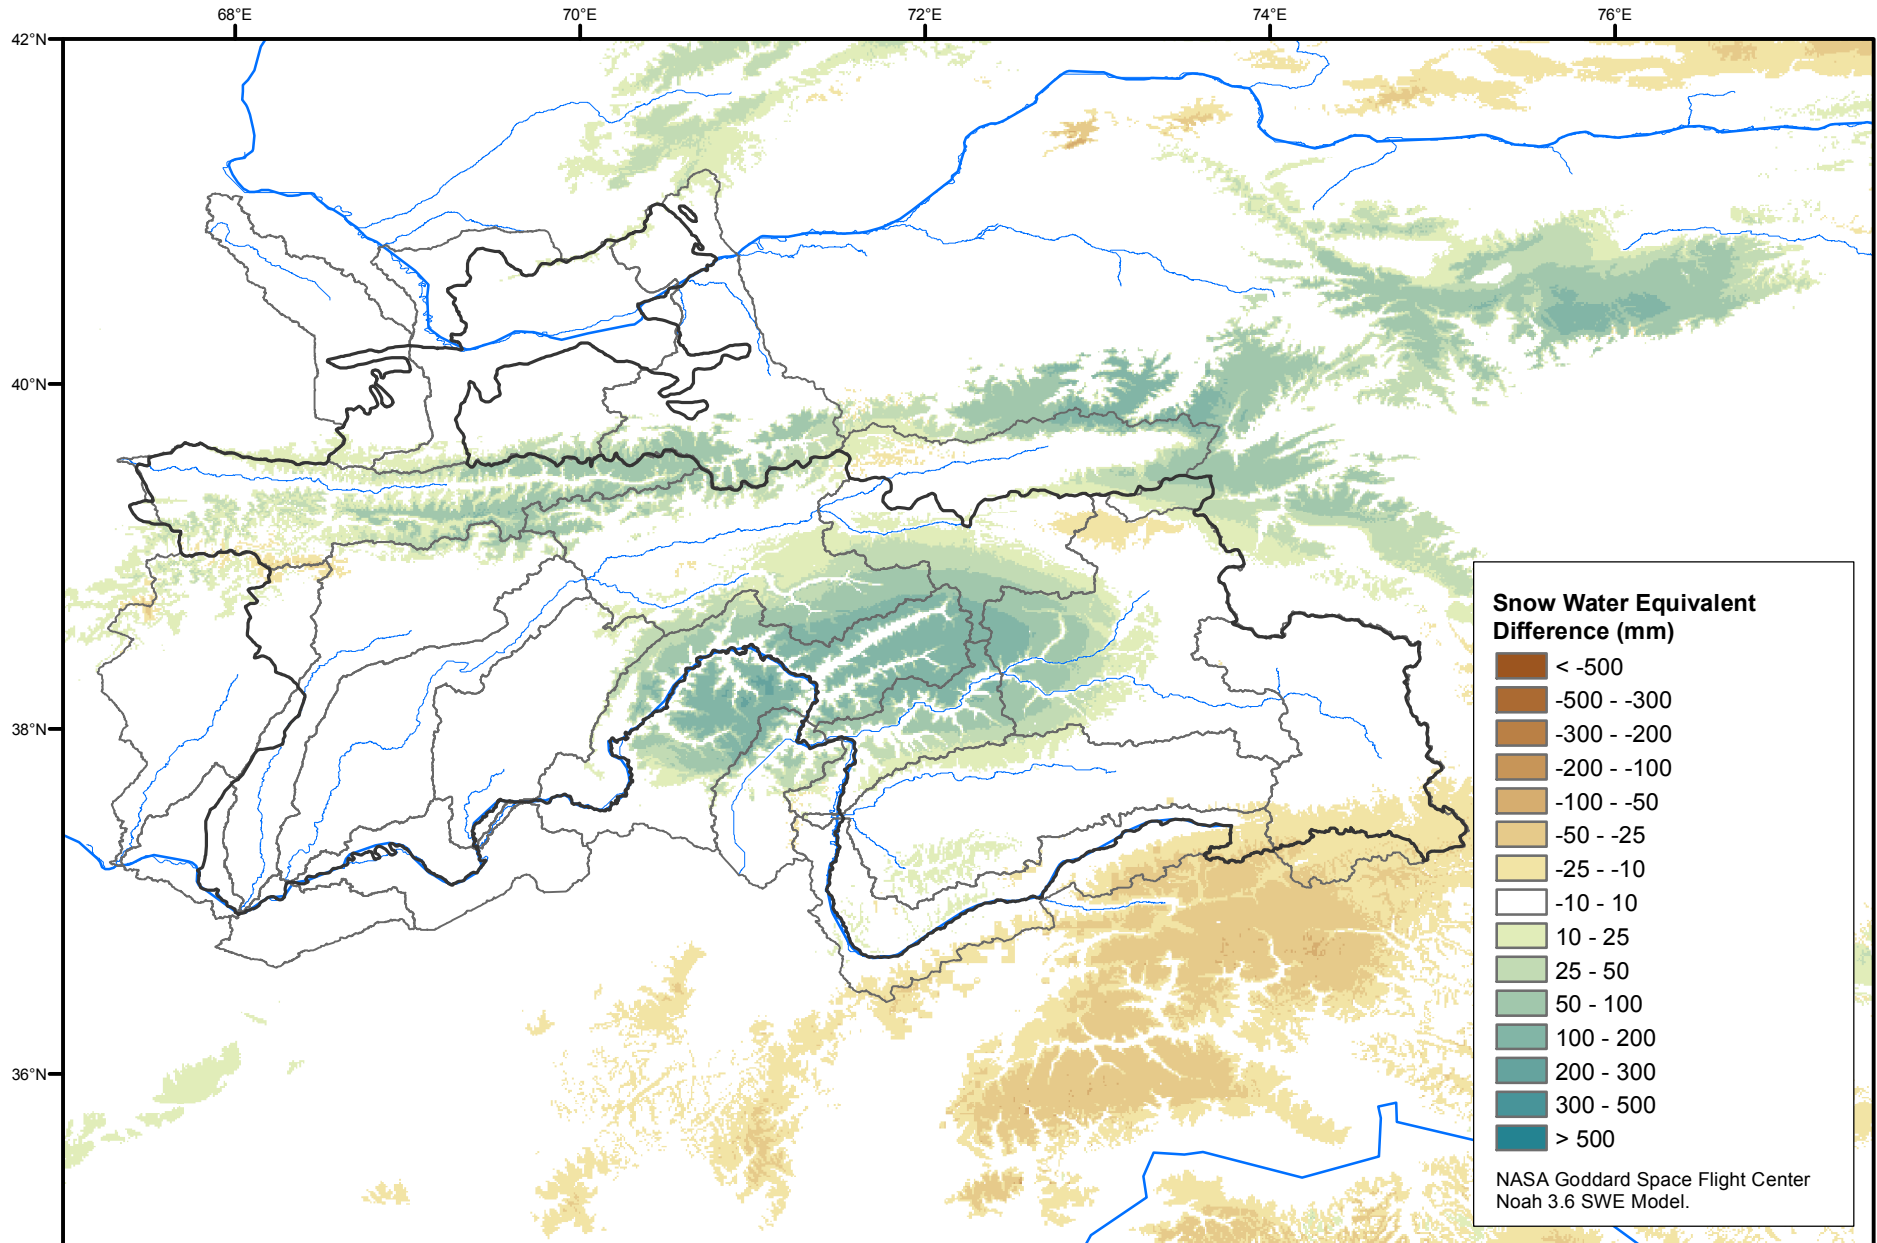 68°E
70°E
72°E
74°E
76°E
42°N
40°N
38°N
36°N
Snow Water Equivalent
Difference (mm)
< -500
-500 - -300
-300 - -200
-200 - -100
-100 - -50
-50 - -25
-25 - -10
-10 - 10
10 - 25
25 - 50
50 - 100
100 - 200
200 - 300
300 - 500
> 500
NASA Goddard Space Flight Center
Noah 3.6 SWE Model.